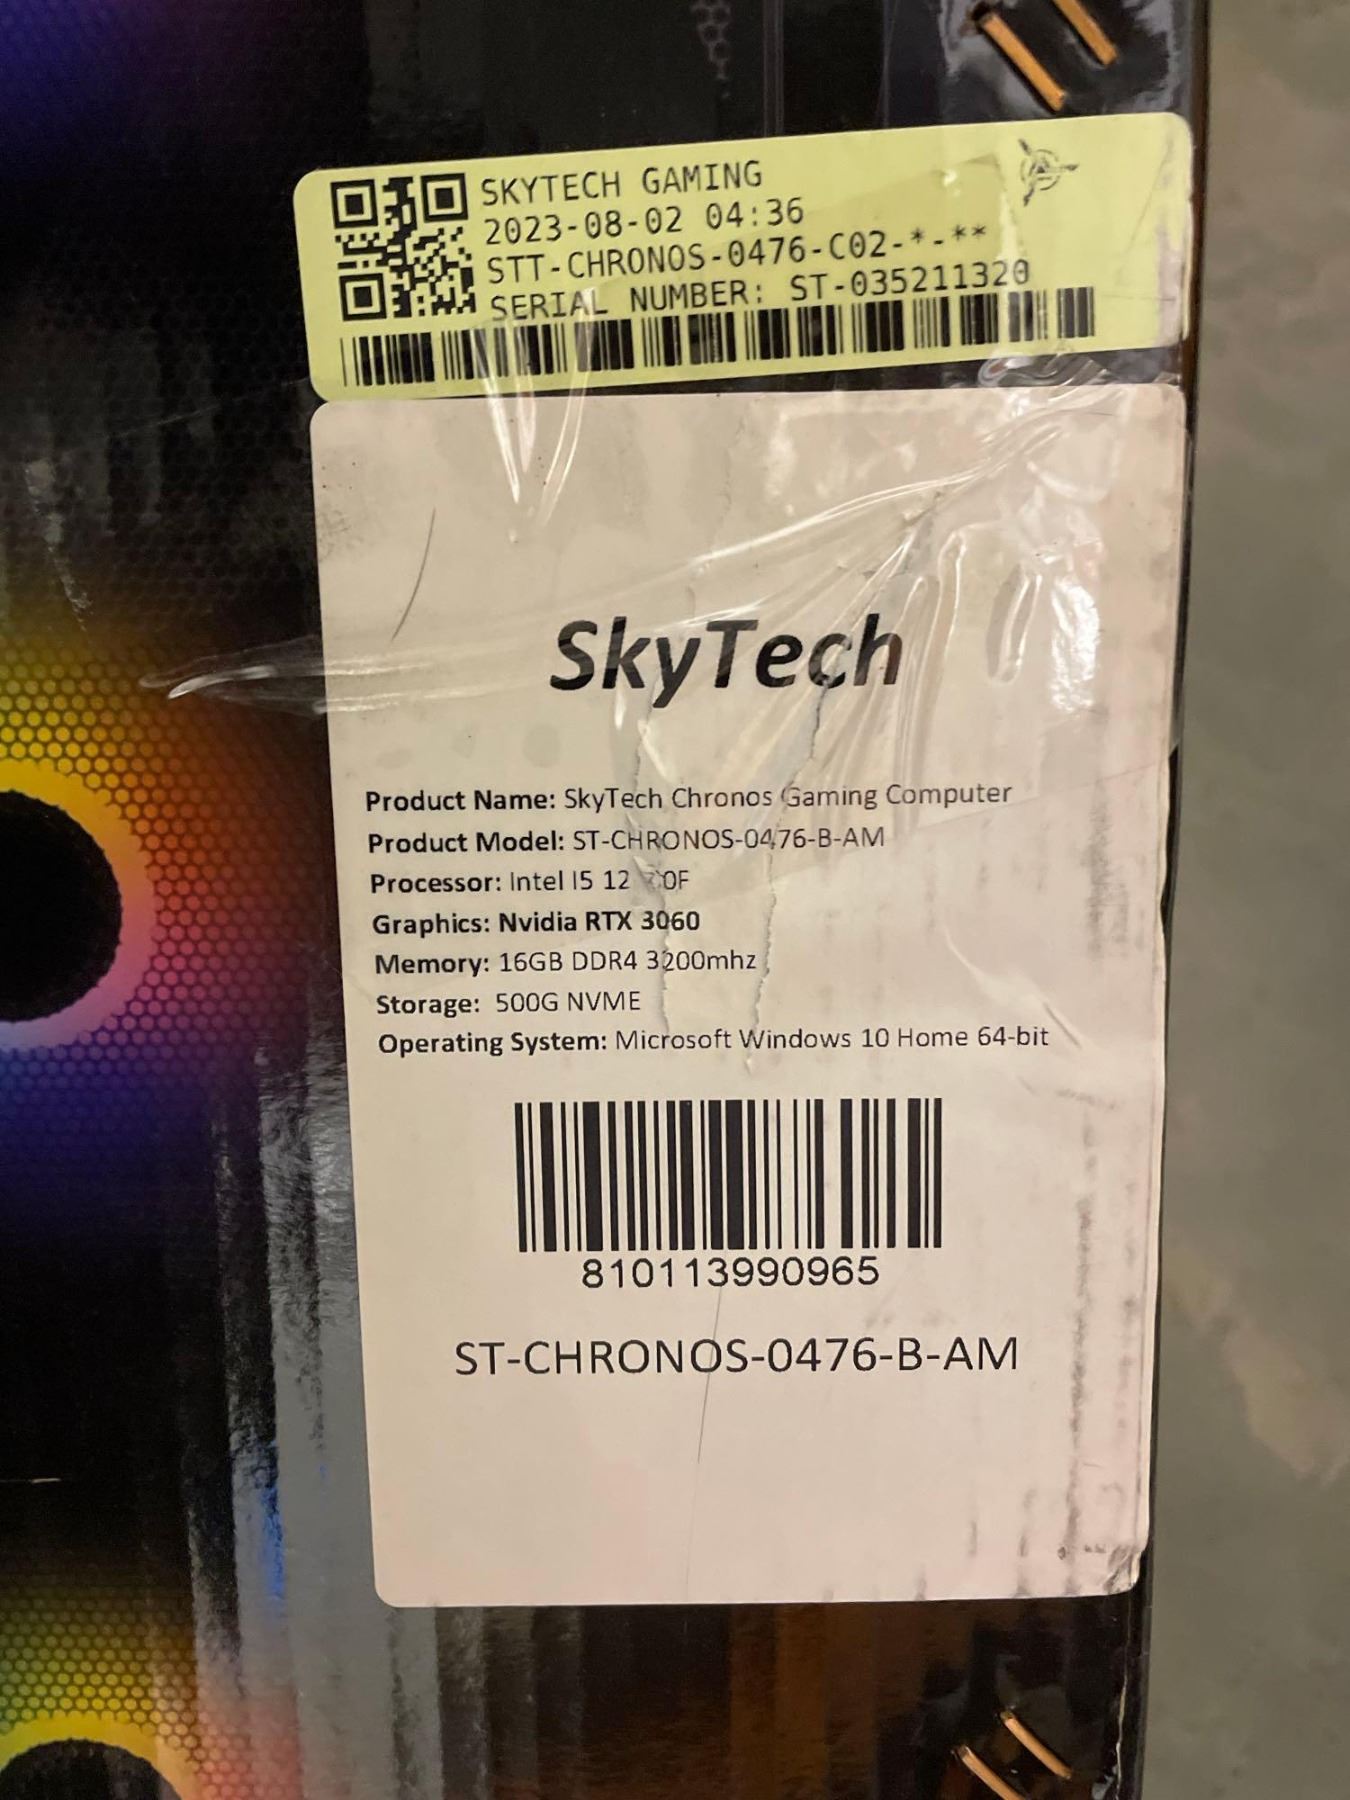 SKYTECH GAMING
2023-08-02 04:36
STT-CHRONOS-0476-C02-*-**
SERIAL NUMBER: ST-035211320
SkyTech
Product Name: SkyTech Chronos Gaming Computer
Product Model: ST-CHRONOS-0476-B-AM
Processor: Intel I5 12
Graphics: Nvidia RTX 3060
Memory: 16GB DDR4 3200mhz
Storage: 500G NVME
Operating System: Microsoft Windows 10 Home 64-bit
810113990965
ST-CHRONOS-0476-B-AM